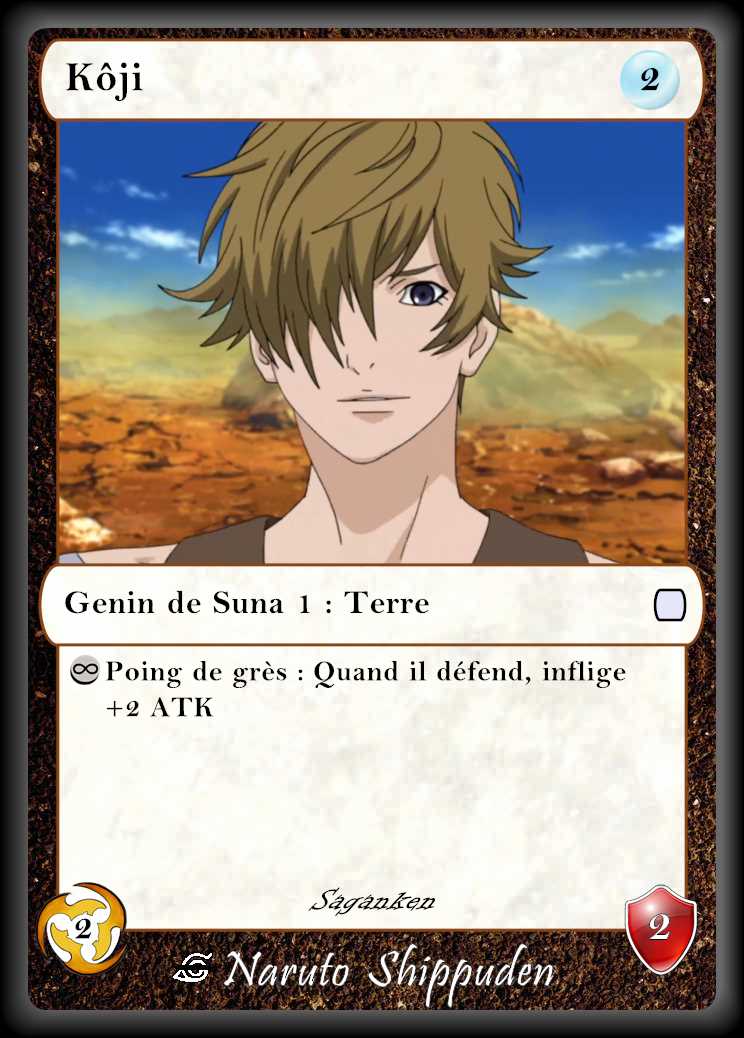 Kôji
2
Genin de Suna 1 : Terre
Poing de grès : Quand il défend, inflige
+2 ATK
Saganken
2
2
Naruto Shippuden